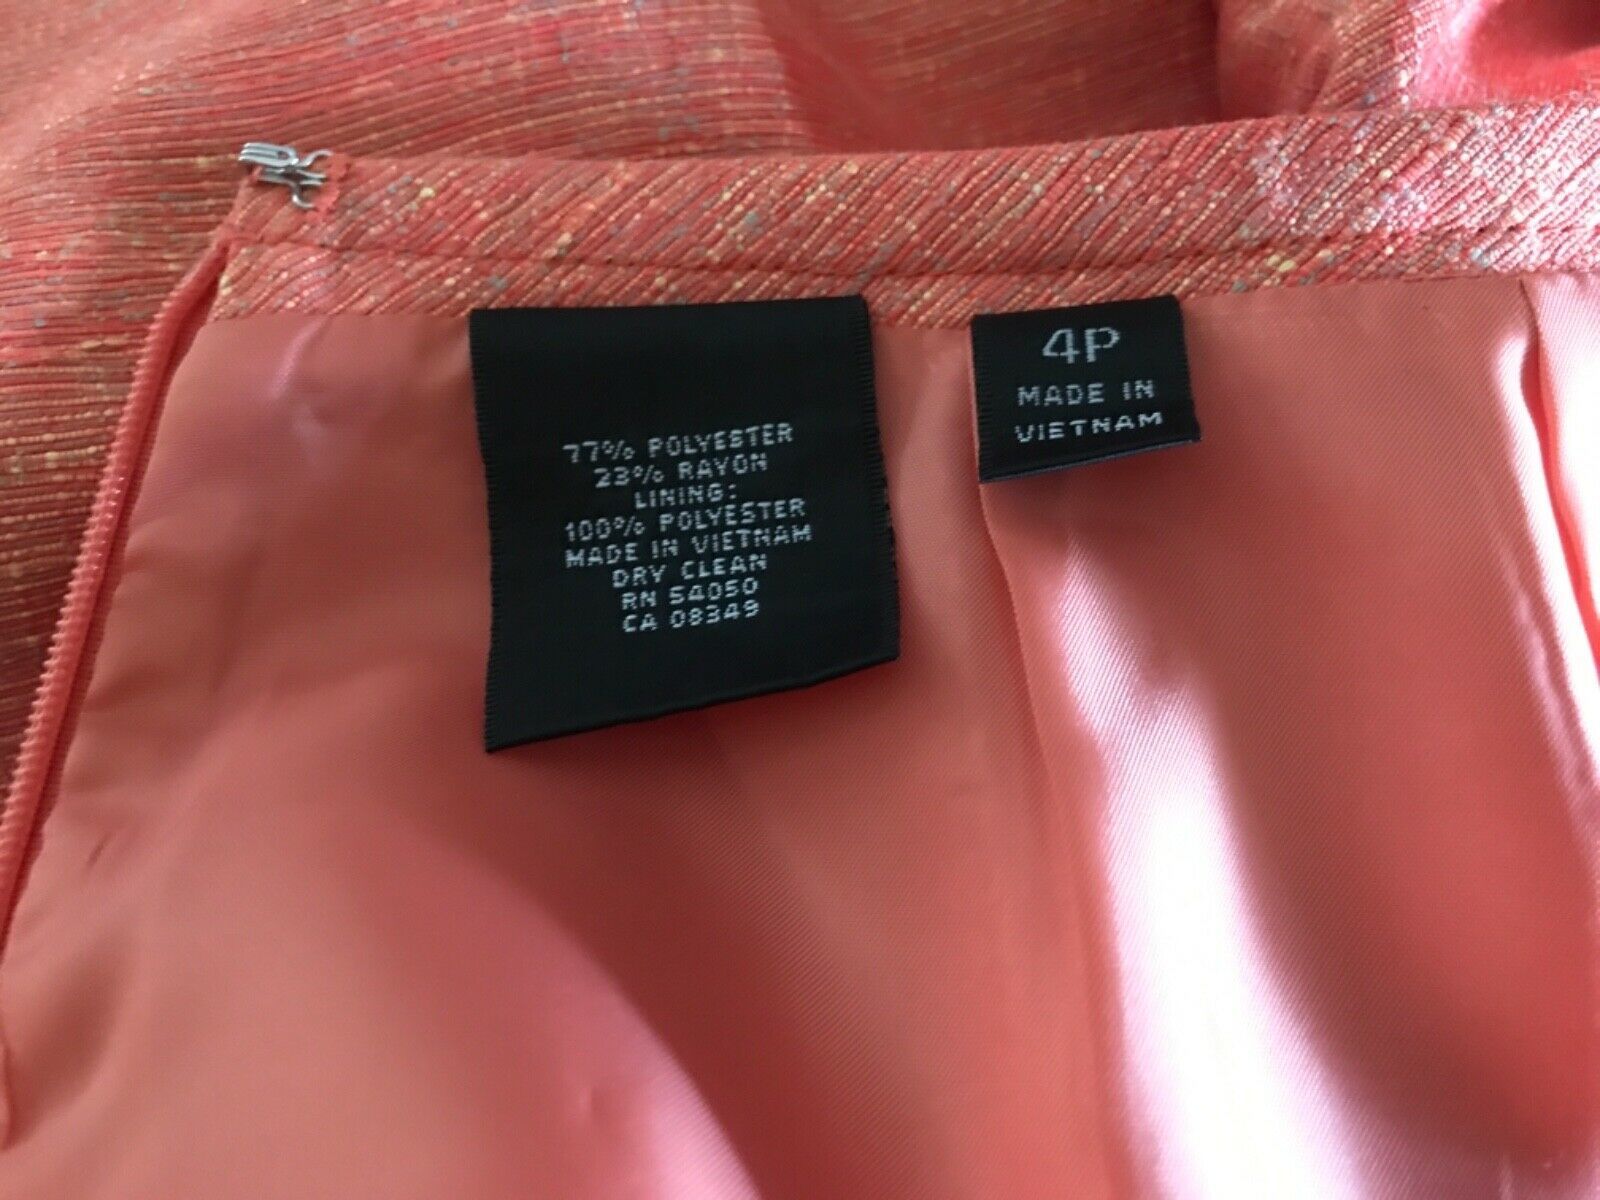 77% POLYESTER
23% RAYON
LINING:
100% POLYESTER
MADE IN VIETNAM
DRY CLEAN
RN 54050
CA 08349
4P
MADE IN
VIETNAM